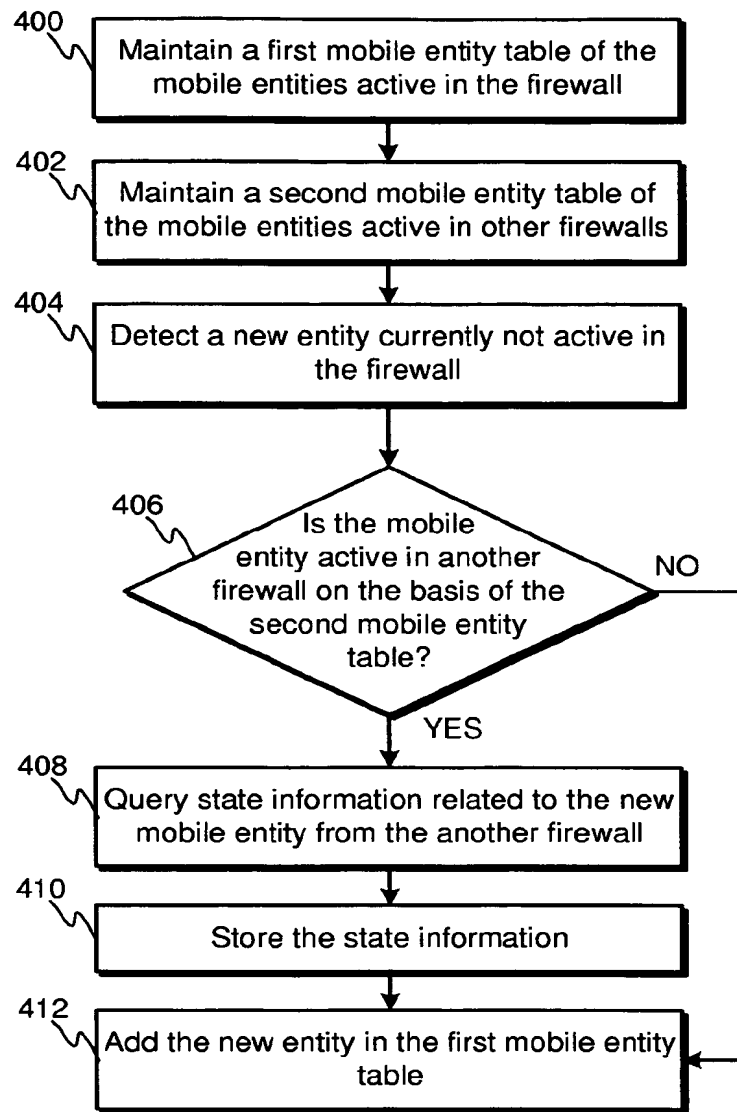 400
Maintain a first mobile entity table of the
mobile entities active in the firewall
402
Maintain a second mobile entity table of
the mobile entities active in other firewalls
404
Detect a new entity currently not active in
the firewall
406
Is the mobile
entity active in another
firewall on the basis of the
second mobile entity
table?
NO
YES
408
Query state information related to the new
mobile entity from the another firewall
410
Store the state information
412
Add the new entity in the first mobile entity
table